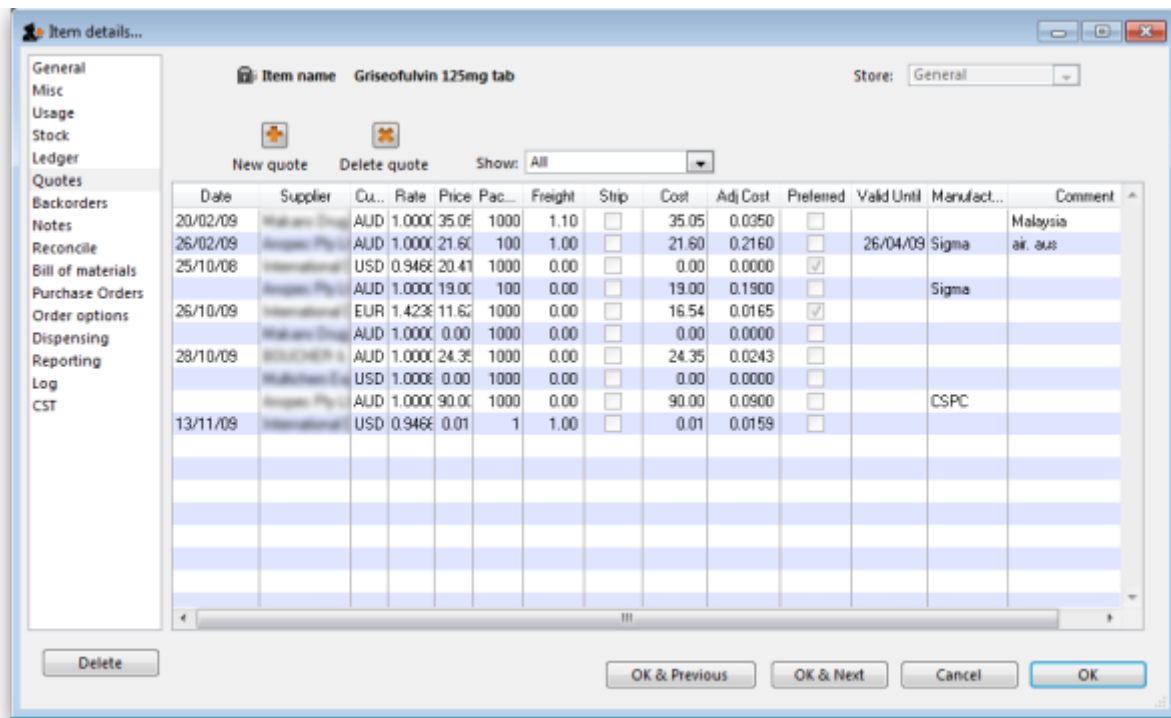 Item details...
General
Misc
Usage
Stock
Ledger
Quotes
Backorders
Notes
Reconcile
Bill of materials
Purchase Orders
Order options
Dispensing
Reporting
Log
CST
Item name Griseofulvin 125mg tab
Store: General
New quote Delete quote Show: All
Date Supplier Cu... Rate Price Pac... Freight Strip Cost Adj Cost Preferred Valid Until Manufact... Comment
20/02/09 AUD 1.000 35.05 1000 1.10 35.05 0.0350 Malaysia
26/02/09 AUD 1.000 21.60 100 1.00 21.60 0.2160 26/04/09 Sigma air, aus
25/10/08 USD 0.946 20.41 1000 0.00 0.00 0.0000
AUD 1.000 19.00 100 0.00 19.00 0.1900 Sigma
26/10/09 EUR 1.423 11.62 1000 0.00 16.54 0.0165
AUD 1.000 0.00 1000 0.00 0.00 0.0000
28/10/09 AUD 1.000 24.35 1000 0.00 24.35 0.0243
USD 1.000 0.00 1000 0.00 0.00 0.0000
AUD 1.000 90.00 1000 0.00 90.00 0.0900 CSPC
13/11/09 USD 0.946 0.01 1 1.00 0.01 0.0159
Delete
OK & Previous OK & Next Cancel OK